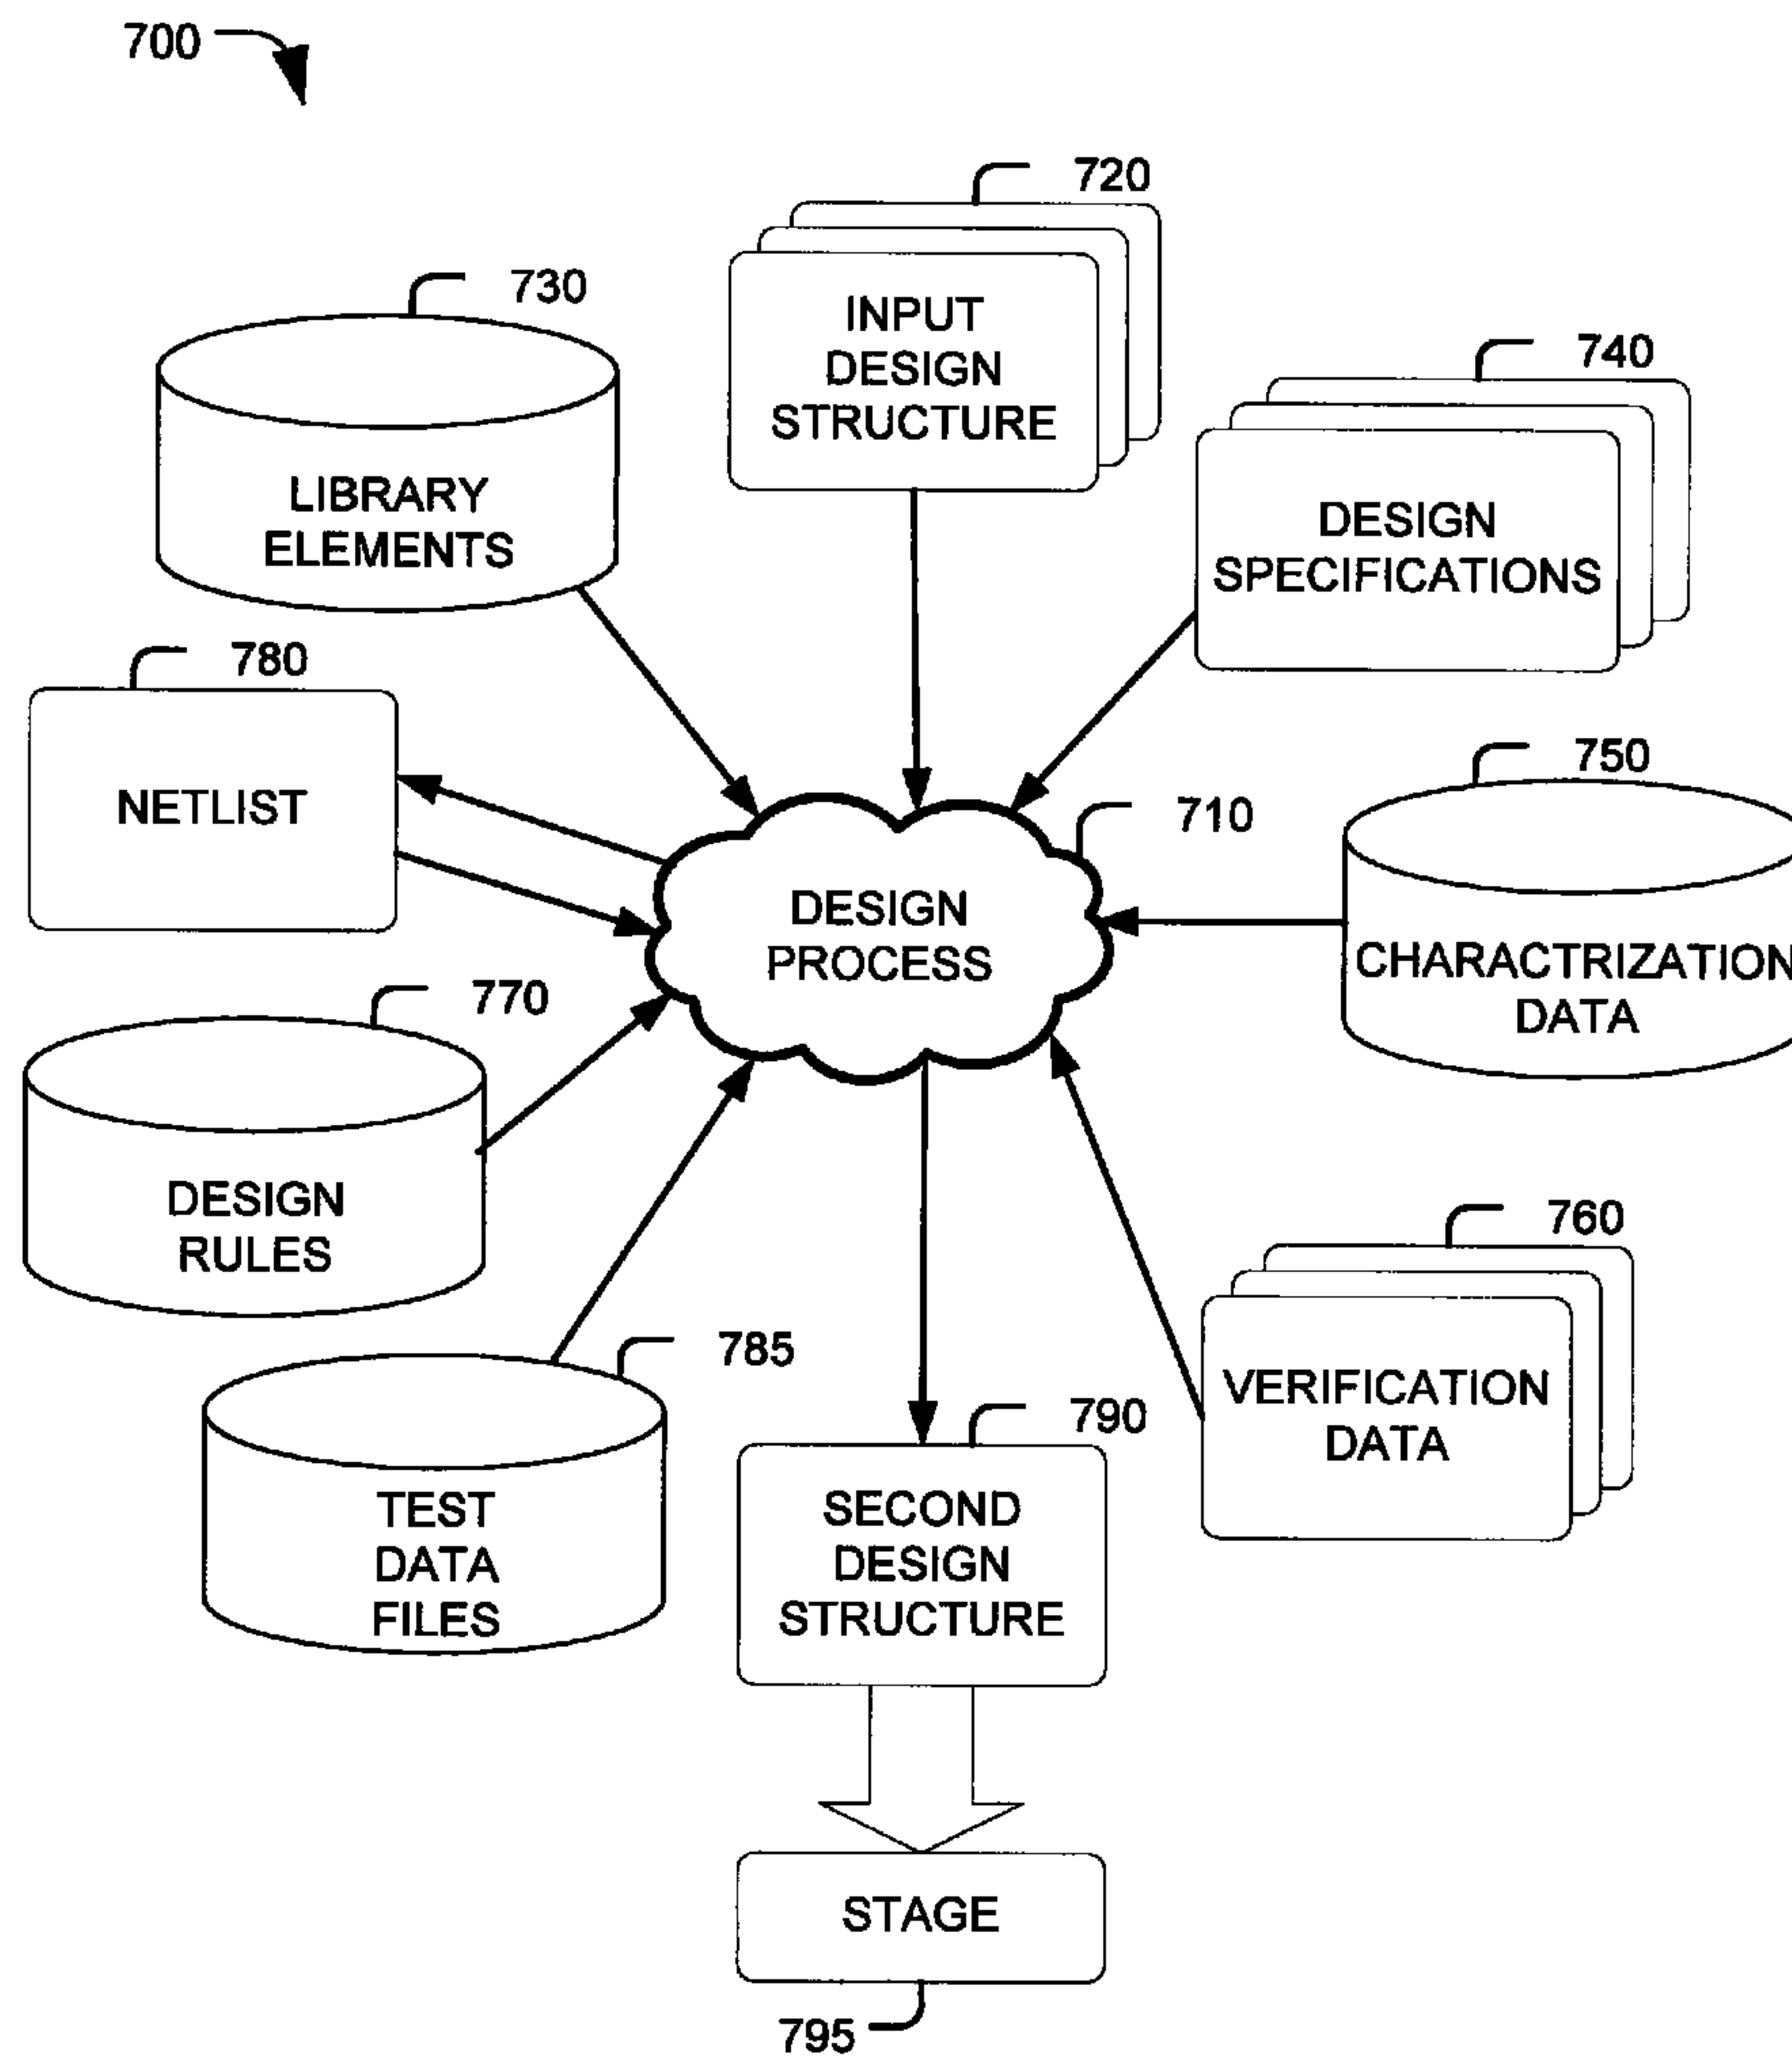 700
720
INPUT
DESIGN
STRUCTURE
730
LIBRARY
ELEMENTS
740
DESIGN
SPECIFICATIONS
780
NETLIST
710
DESIGN
PROCESS
750
CHARACTRIZATION
DATA
770
DESIGN
RULES
760
VERIFICATION
DATA
785
TEST
DATA
FILES
790
SECOND
DESIGN
STRUCTURE
STAGE
795